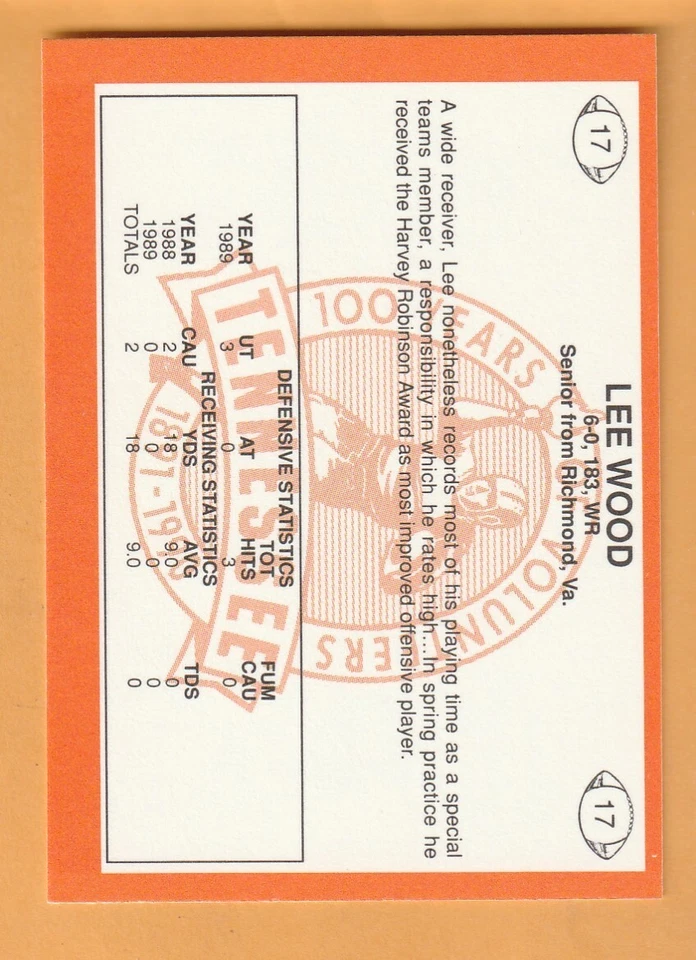 17
17
LEE WOOD
6-0, 183, WR
Senior from Richmond, Va.
A wide receiver, Lee nonetheless records most of his playing time as a special
teams member, a responsibility in which he rates high...In spring practice he
received the Harvey Robinson Award as most improved offensive player.
100 YEARS OF VOLUNTEERS
TENNESSEE
DEFENSIVE STATISTICS
TOT FUM
YEAR UT AT HITS CAU
1989 3 0 3 0
RECEIVING STATISTICS
YEAR CAU YDS AVG TDS
1988 2 18 9.0 0
1989 0 0 0 0
TOTALS 2 18 9.0 0